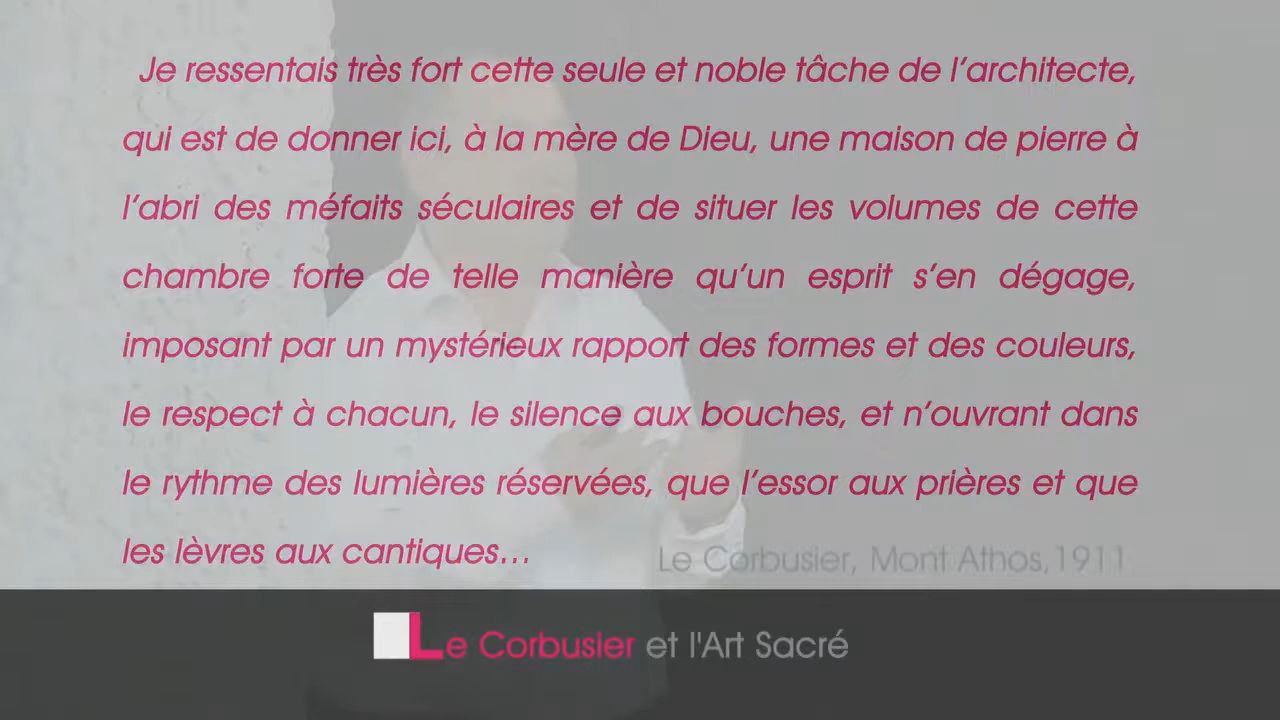 Je ressentais très fort cette seule et noble tâche de l’architecte,
qui est de donner ici, à la mère de Dieu, une maison de pierre à
l’abri des méfaits séculaires et de situer les volumes de cette
chambre forte de telle manière qu’un esprit s’en dégage,
imposant par un mystérieux rapport des formes et des couleurs,
le respect à chacun, le silence aux bouches, et n’ouvrant dans
le rythme des lumières réservées, que l’essor aux prières et que
les lèvres aux cantiques…
Le Corbusier, Mont Athos,1911
Le Corbusier et l'Art Sacré